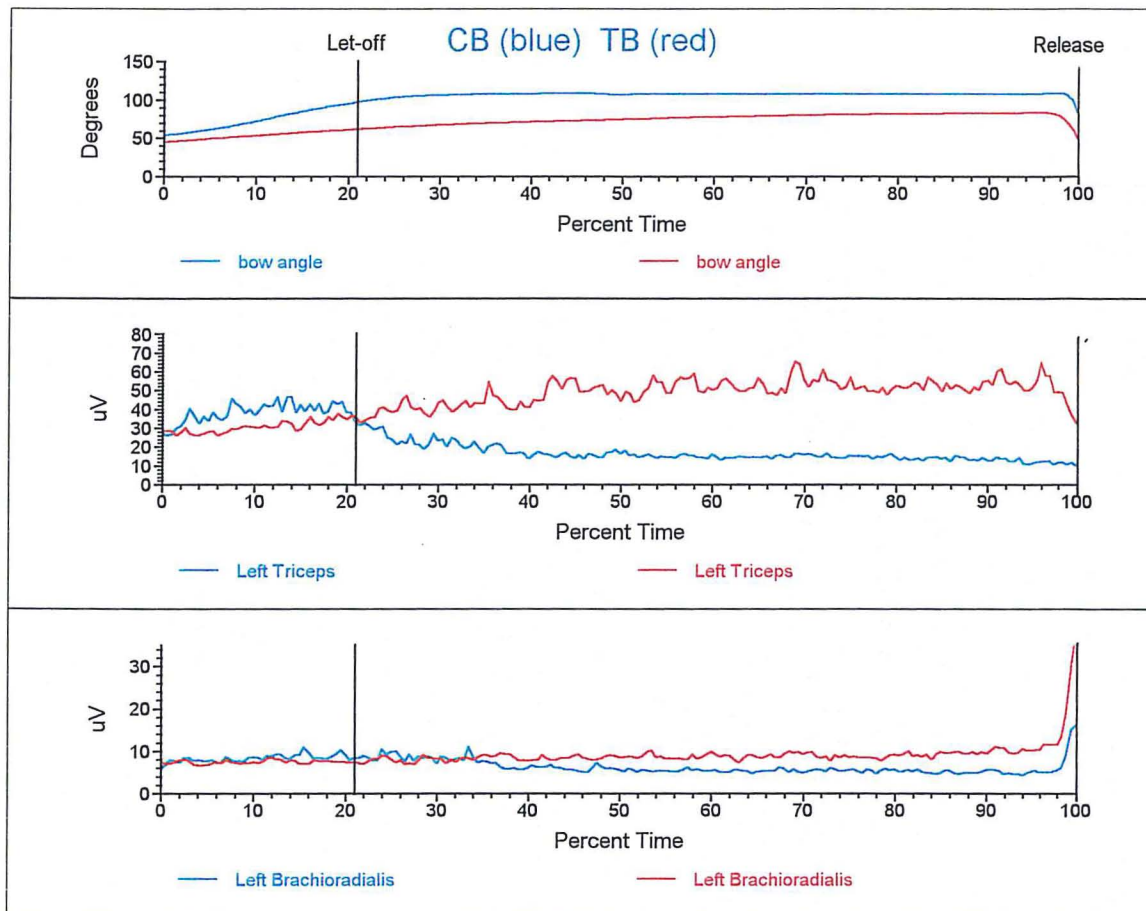 Let-off CB (blue) TB (red) Release
150
100
50
0
Degrees
0 10 20 30 40 50 60 70 80 90 100
Percent Time
bow angle bow angle
80
70
60
50
40
30
20
10
0
uV
0 10 20 30 40 50 60 70 80 90 100
Percent Time
Left Triceps Left Triceps
30
20
10
0
uV
0 10 20 30 40 50 60 70 80 90 100
Percent Time
Left Brachioradialis Left Brachioradialis